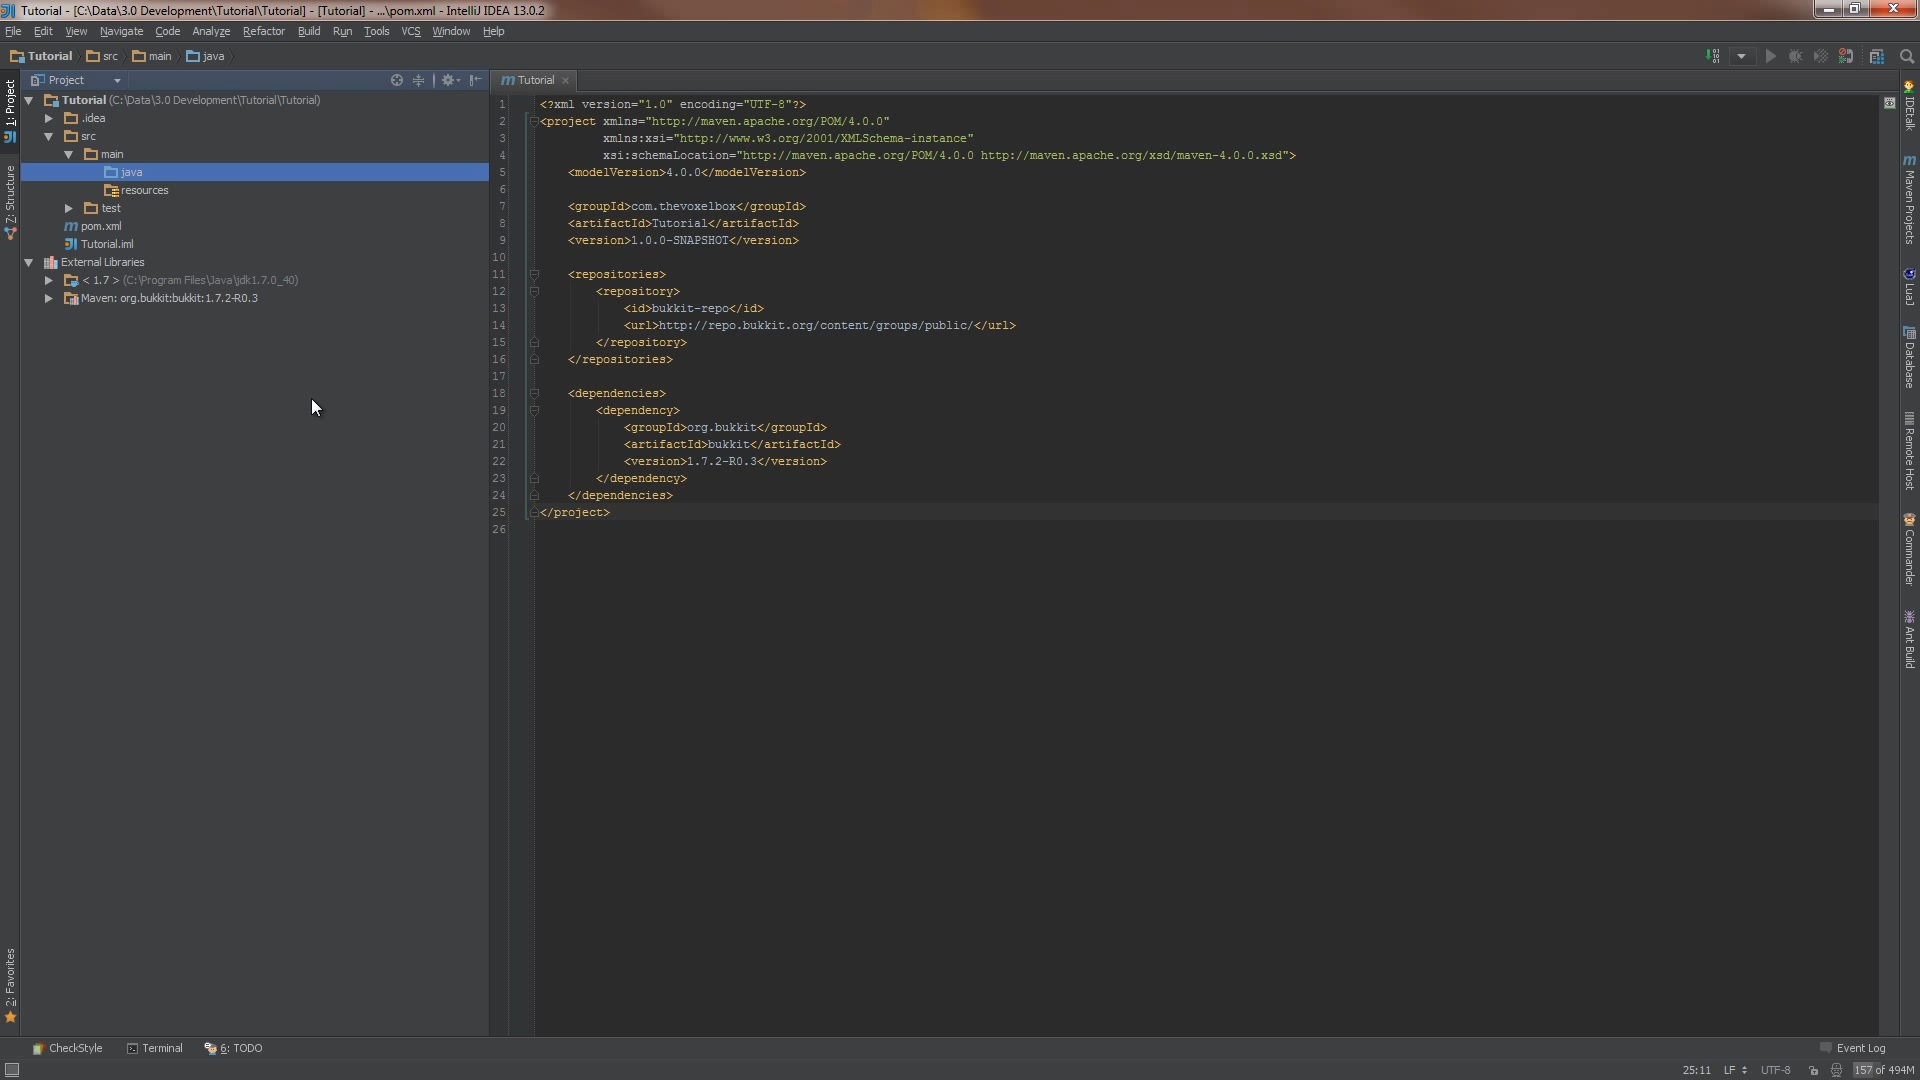 Tutorial - [C:\Data\3.0 Development\Tutorial\Tutorial] - [Tutorial] - ...\pom.xml - IntelliJ IDEA 13.0.2
File Edit View Navigate Code Analyze Refactor Build Run Tools VCS Window Help
Tutorial src main java
Project
Tutorial (C:\Data\3.0 Development\Tutorial\Tutorial)
.idea
src
main
java
resources
test
pom.xml
Tutorial.iml
External Libraries
< 1.7 > (C:\Program Files\Java\jdk1.7.0_40)
Maven: org.bukkit:bukkit:1.7.2-R0.3
1: Project
7: Structure
2: Favorites
Tutorial
1 <?xml version="1.0" encoding="UTF-8"?>
2 <project xmlns="http://maven.apache.org/POM/4.0.0"
3 xmlns:xsi="http://www.w3.org/2001/XMLSchema-instance"
4 xsi:schemaLocation="http://maven.apache.org/POM/4.0.0 http://maven.apache.org/xsd/maven-4.0.0.xsd">
5 <modelVersion>4.0.0</modelVersion>
6
7 <groupId>com.thevoxelbox</groupId>
8 <artifactId>Tutorial</artifactId>
9 <version>1.0.0-SNAPSHOT</version>
10
11 <repositories>
12 <repository>
13 <id>bukkit-repo</id>
14 <url>http://repo.bukkit.org/content/groups/public/</url>
15 </repository>
16 </repositories>
17
18 <dependencies>
19 <dependency>
20 <groupId>org.bukkit</groupId>
21 <artifactId>bukkit</artifactId>
22 <version>1.7.2-R0.3</version>
23 </dependency>
24 </dependencies>
25 </project>
26
IDEtalk
Maven Projects
LuaJ
Database
Remote Host
Commander
Ant Build
CheckStyle Terminal 6: TODO Event Log
25:11 LF UTF-8 157 of 494M